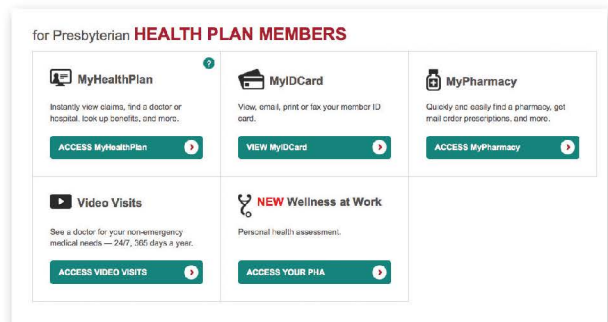 for Presbyterian HEALTH PLAN MEMBERS
?
MyHealthPlan
Instantly view claims, find a doctor or
hospital, look up benefits, and more.
ACCESS MyHealthPlan
MyIDCard
View, email, print or fax your member ID
card.
VIEW MyIDCard
MyPharmacy
Quickly and easily find a pharmacy, get
mail order prescriptions, and more.
ACCESS MyPharmacy
Video Visits
See a doctor for your non-emergency
medical needs — 24/7, 365 days a year.
ACCESS VIDEO VISITS
NEW Wellness at Work
Personal health assessment.
ACCESS YOUR PHA